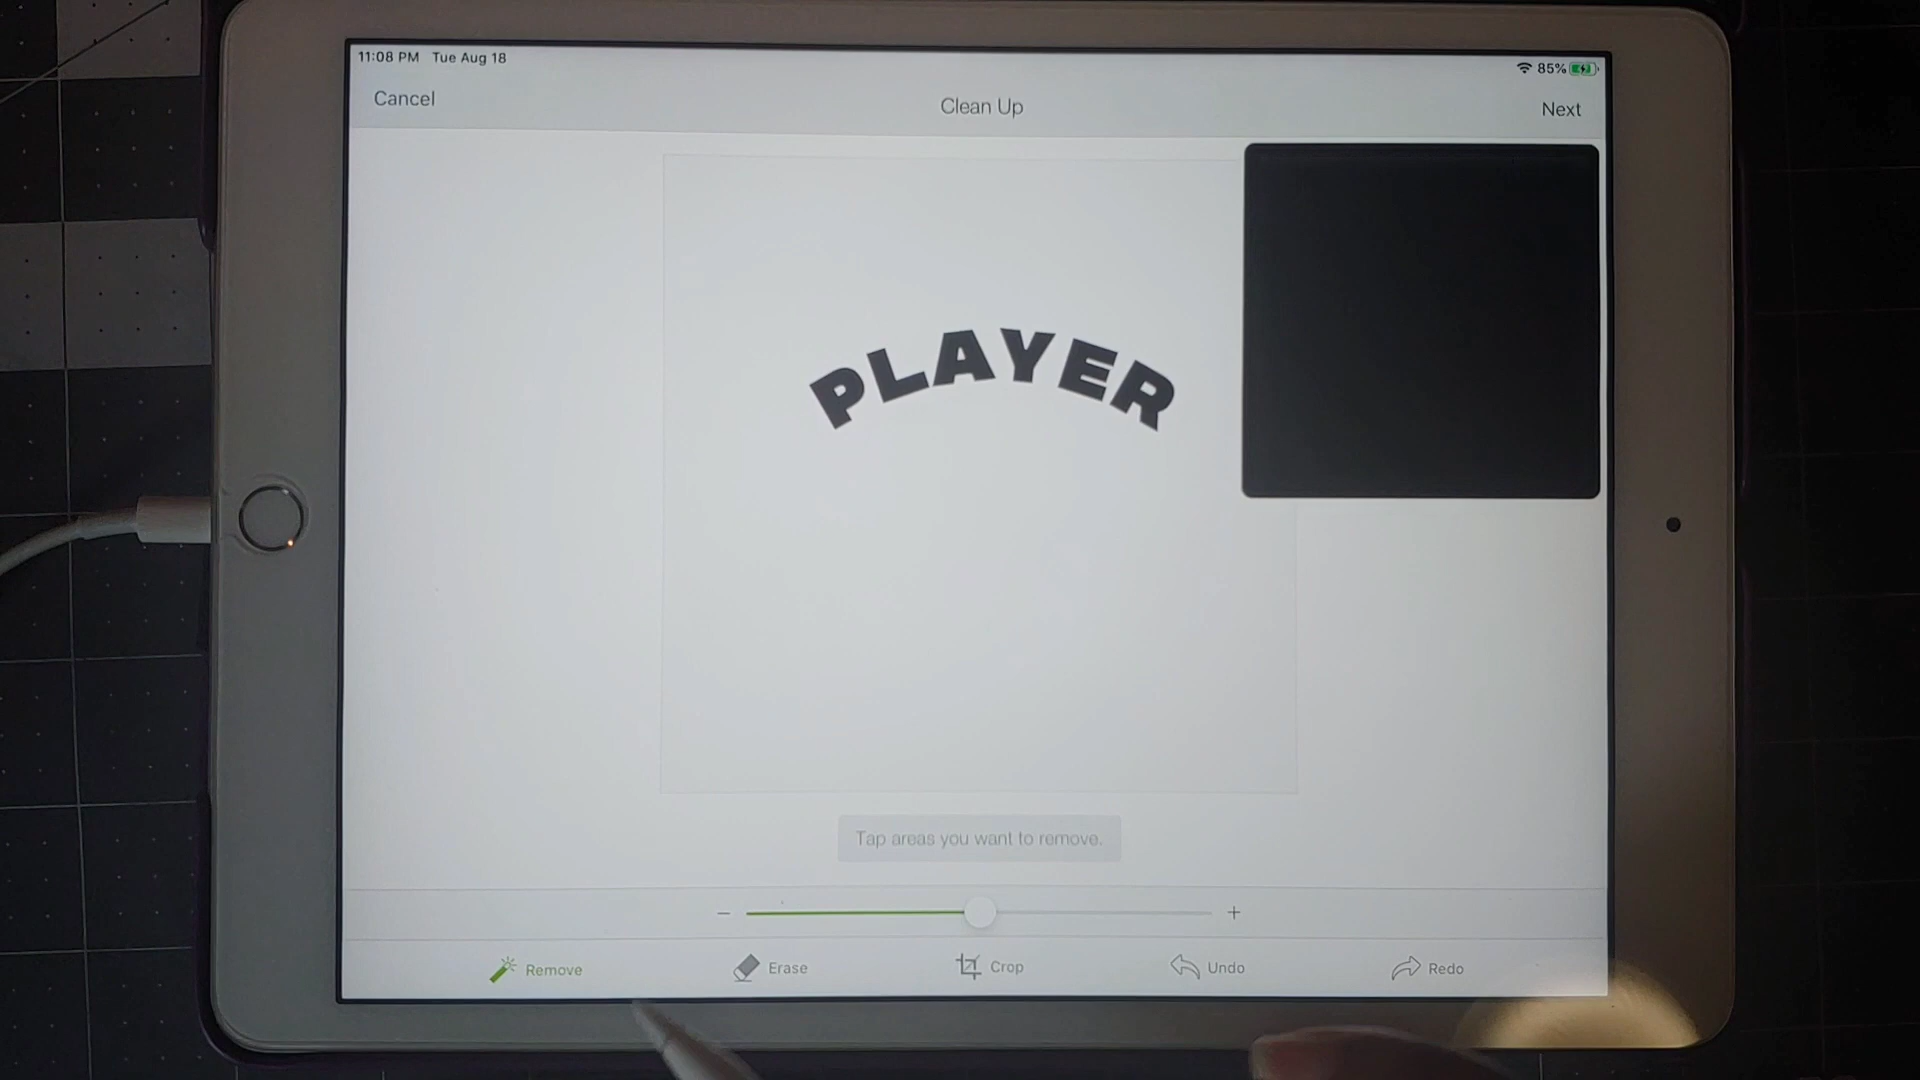 11:08 PM Tue Aug 18
85%
Cancel
Clean Up
Next
PLAYER
Tap areas you want to remove.
− +
Remove
Erase
Crop
Undo
Redo